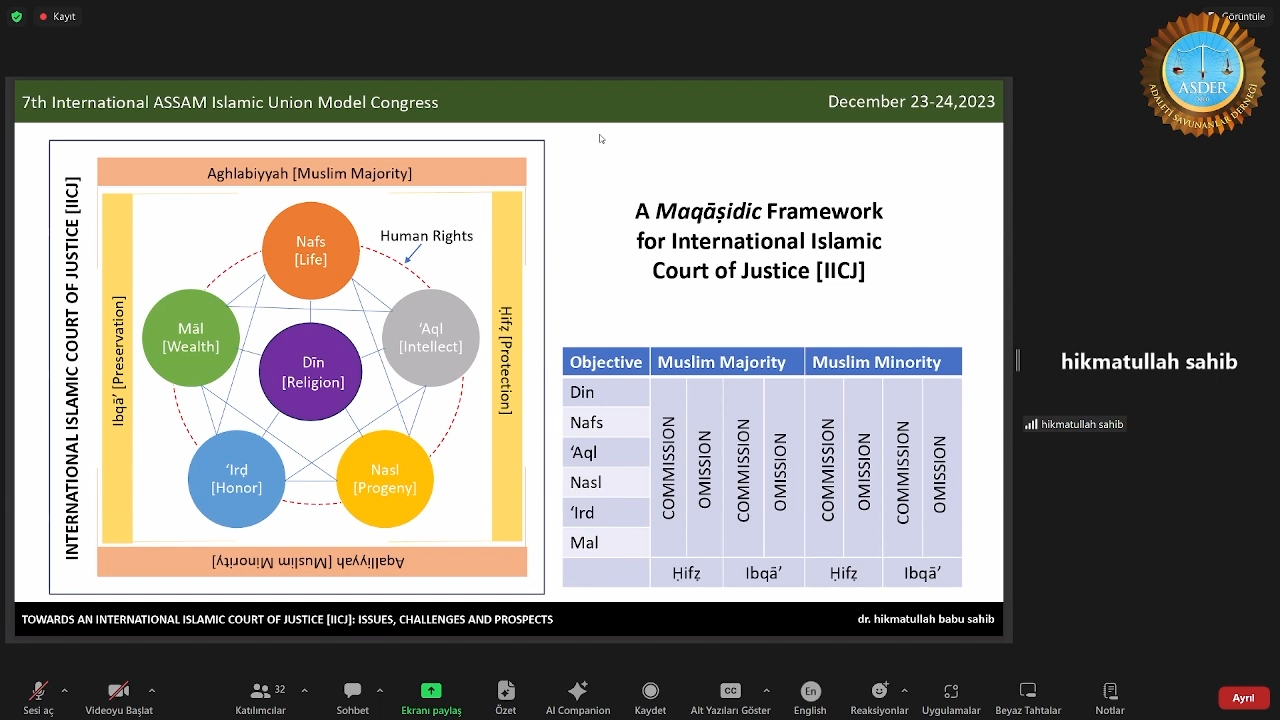 Kayıt
Görüntüle
ASDER
ADALETİ SAVUNANLAR DERNEĞİ
7th International ASSAM Islamic Union Model Congress
December 23-24,2023
INTERNATIONAL ISLAMIC COURT OF JUSTICE [IICJ]
Aghlabiyyah [Muslim Majority]
Ibqā’ [Preservation]
Ḥifẓ [Protection]
Human Rights
Nafs
[Life]
Māl
[Wealth]
‘Aql
[Intellect]
Dīn
[Religion]
‘Irḍ
[Honor]
Nasl
[Progeny]
Aqalliyyah [Muslim Minority]
A Maqāṣidic Framework
for International Islamic
Court of Justice [IICJ]
Objective Muslim Majority Muslim Minority
Din
Nafs
‘Aql
Nasl
‘Ird
Mal
COMMISSION OMISSION COMMISSION OMISSION COMMISSION OMISSION COMMISSION OMISSION
Ḥifẓ Ibqā’ Ḥifẓ Ibqā’
TOWARDS AN INTERNATIONAL ISLAMIC COURT OF JUSTICE [IICJ]: ISSUES, CHALLENGES AND PROSPECTS
dr. hikmatullah babu sahib
hikmatullah sahib
hikmatullah sahib
Sesi aç
Videoyu Başlat
32
Katılımcılar
Sohbet
Ekranı paylaş
Özet
AI Companion
Kaydet
CC
Alt Yazıları Göster
En
English
Reaksiyonlar
Uygulamalar
Beyaz Tahtalar
Notlar
Ayrıl